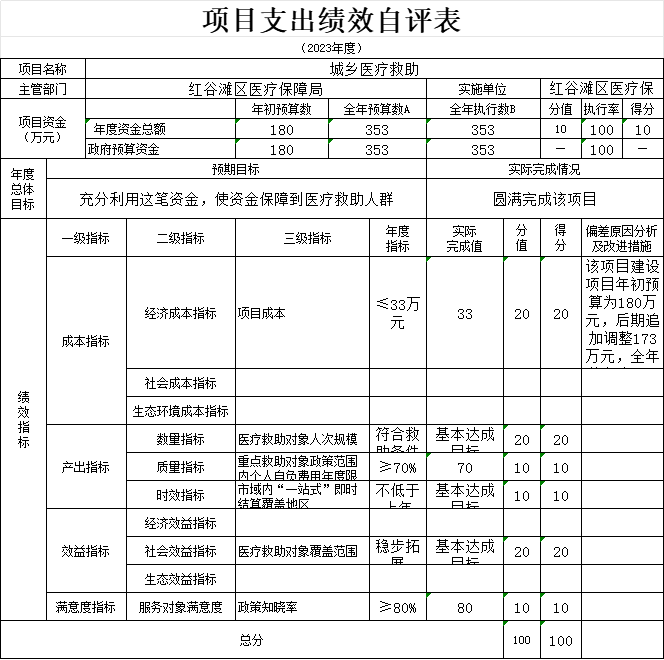 项目支出绩效自评表
（2023年度）
项目名称 城乡医疗救助
主管部门 红谷滩区医疗保障局 实施单位 红谷滩区医疗保
项目资金（万元） 年初预算数 全年预算数A 全年执行数B 分值 执行率 得分
年度资金总额 180 353 353 10 100 10
政府预算资金 180 353 353 — 100 —
年度总体目标 预期目标 实际完成情况
充分利用这笔资金，使资金保障到医疗救助人群 圆满完成该项目
绩效指标 一级指标 二级指标 三级指标 年度指标 实际完成值 分值 得分 偏差原因分析及改进措施
成本指标 经济成本指标 项目成本 ≤33万元 33 20 20 该项目建设项目年初预算为180万元，后期追加调整173万元，全年
社会成本指标
生态环境成本指标
产出指标 数量指标 医疗救助对象人次规模 符合救助条件 基本达成目标 20 20
质量指标 重点救助对象政策范围内个人自负费用年度限 ≥70% 70 10 10
时效指标 市域内“一站式”即时结算覆盖地区 不低于上年 基本达成目标 10 10
效益指标 经济效益指标
社会效益指标 医疗救助对象覆盖范围 稳步拓展 基本达成目标 20 20
生态效益指标
满意度指标 服务对象满意度 政策知晓率 ≥80% 80 10 10
总分 100 100